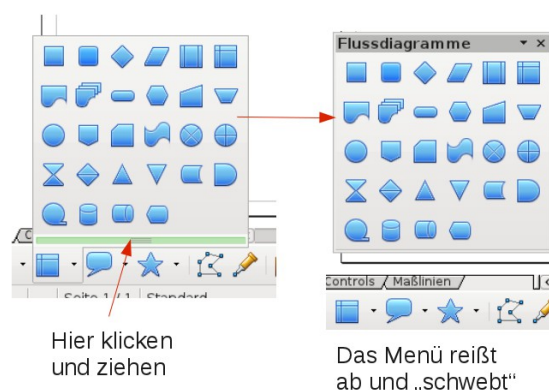 Flussdiagramme
Controls / Maßlinien /
Seite 1 / 1 Standard
Hier klicken
und ziehen
Das Menü reißt
ab und „schwebt“